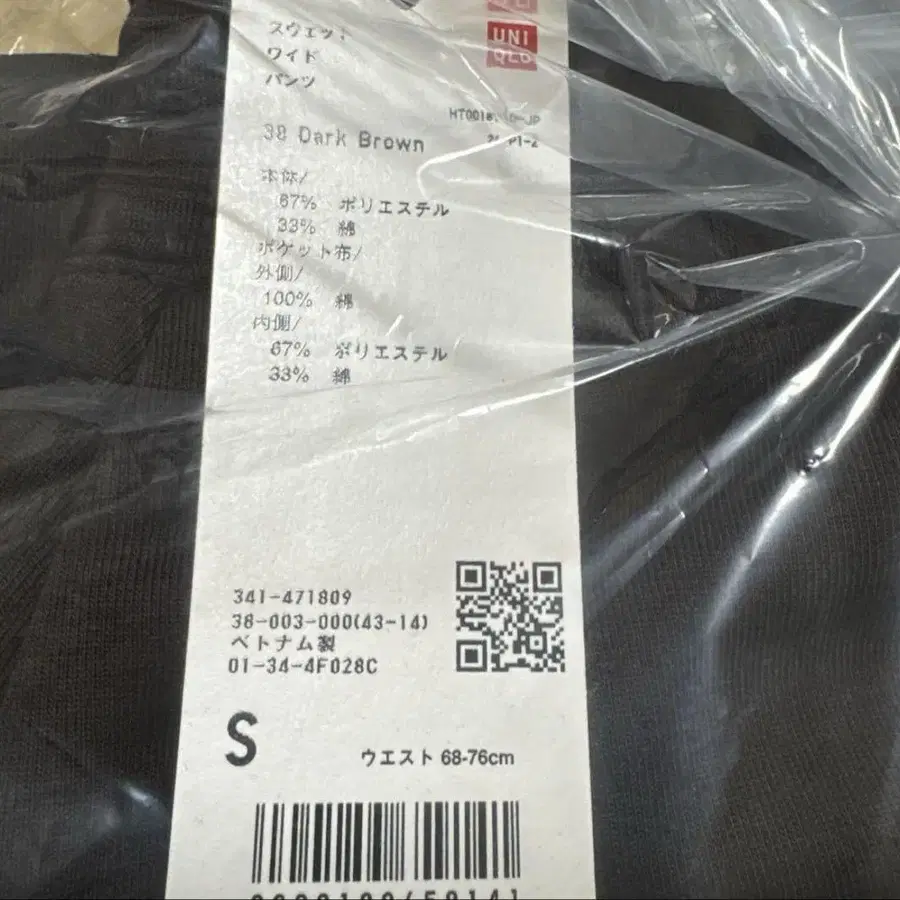 スウェット
ワイド
パンツ
UNI
QLO
38 Dark Brown
本体/
67% ポリエステル
33% 綿
ポケット布/
外側/
100% 綿
内側/
67% ポリエステル
33% 綿
341-471809
38-003-000(43-14)
ベトナム製
01-34-4F028C
S
ウエスト 68-76cm